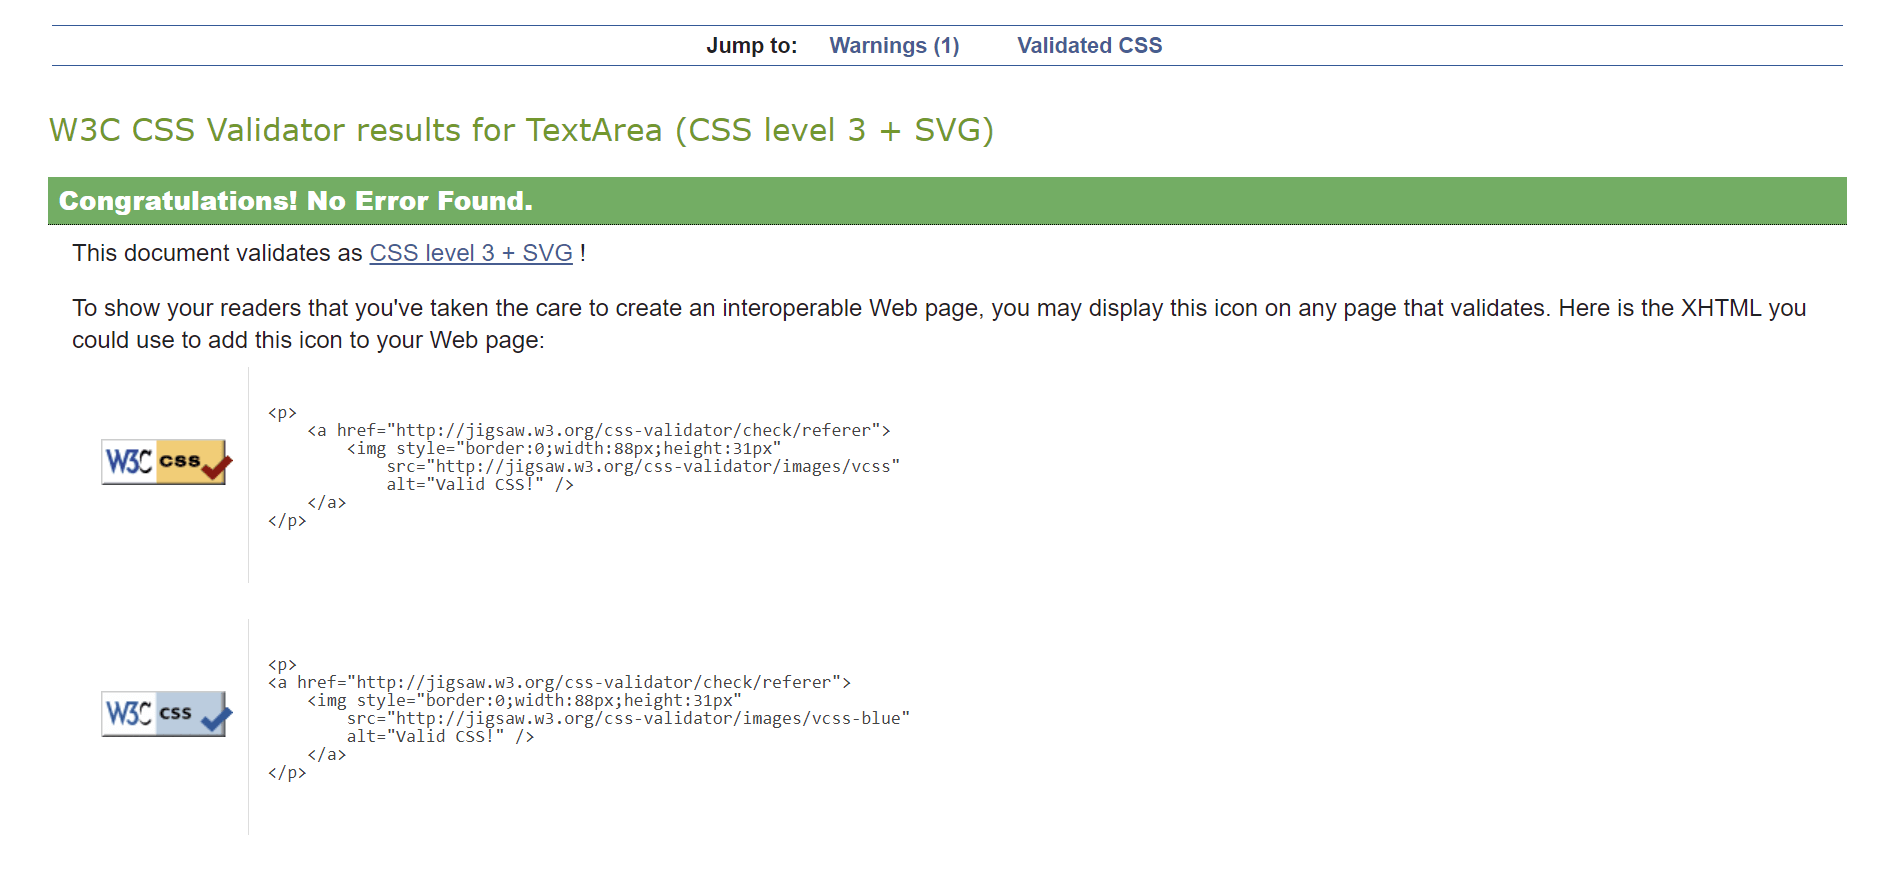 Jump to: Warnings (1) Validated CSS
W3C CSS Validator results for TextArea (CSS level 3 + SVG)
Congratulations! No Error Found.
This document validates as CSS level 3 + SVG !
To show your readers that you've taken the care to create an interoperable Web page, you may display this icon on any page that validates. Here is the XHTML you
could use to add this icon to your Web page:
W3C css
<p>
    <a href="http://jigsaw.w3.org/css-validator/check/referer">
        <img style="border:0;width:88px;height:31px"
            src="http://jigsaw.w3.org/css-validator/images/vcss"
            alt="Valid CSS!" />
    </a>
</p>
W3C css
<p>
<a href="http://jigsaw.w3.org/css-validator/check/referer">
    <img style="border:0;width:88px;height:31px"
        src="http://jigsaw.w3.org/css-validator/images/vcss-blue"
        alt="Valid CSS!" />
    </a>
</p>